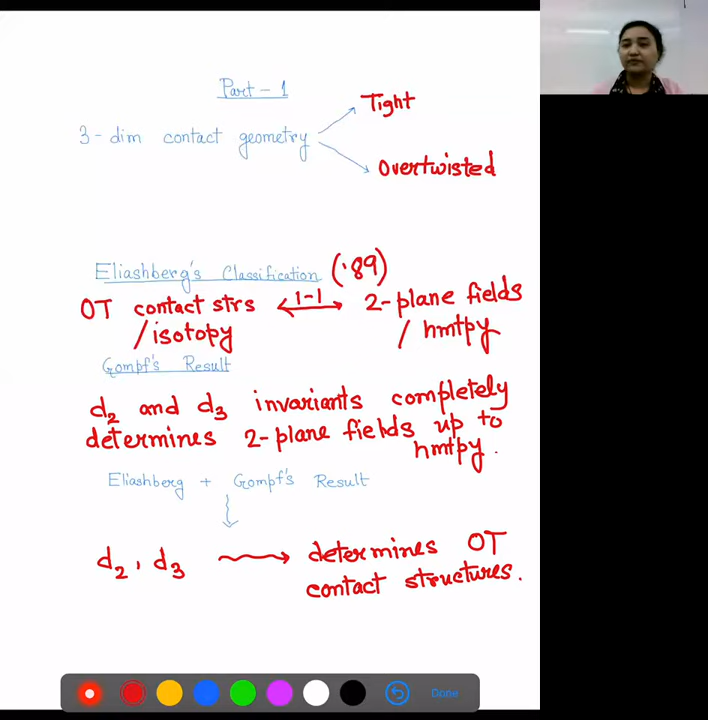 Part - 1
3 - dim contact geometry
Tight
Overtwisted
Eliashberg's Classification ('89)
OT contact strs <-1-1-> 2-plane fields
/isotopy / hmtpy
Gompf's Result
d2 and d3 invariants completely
determines 2-plane fields up to
hmtpy.
Eliashberg + Gompf's Result
d2, d3 determines OT
contact structures.
Done